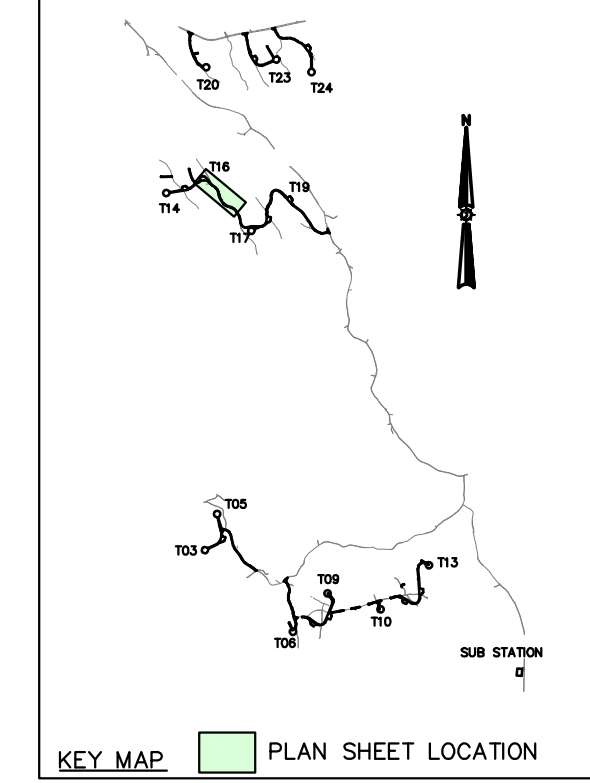 T20
T23
T24
N
T16
T14
T19
T17
T05
T03
T09
T13
T10
T06
SUB STATION
KEY MAP
PLAN SHEET LOCATION